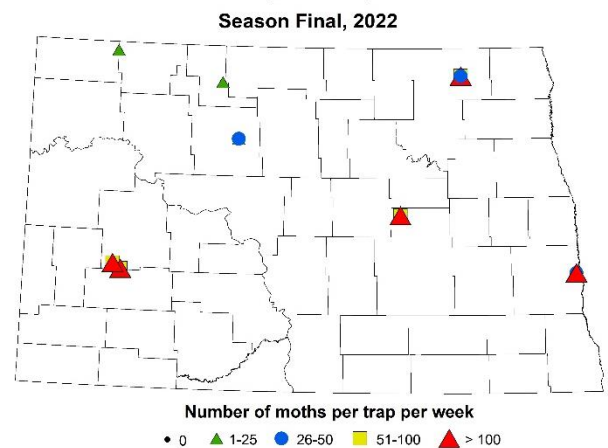 Season Final, 2022
Number of moths per trap per week
0 1-25 26-50 51-100 > 100